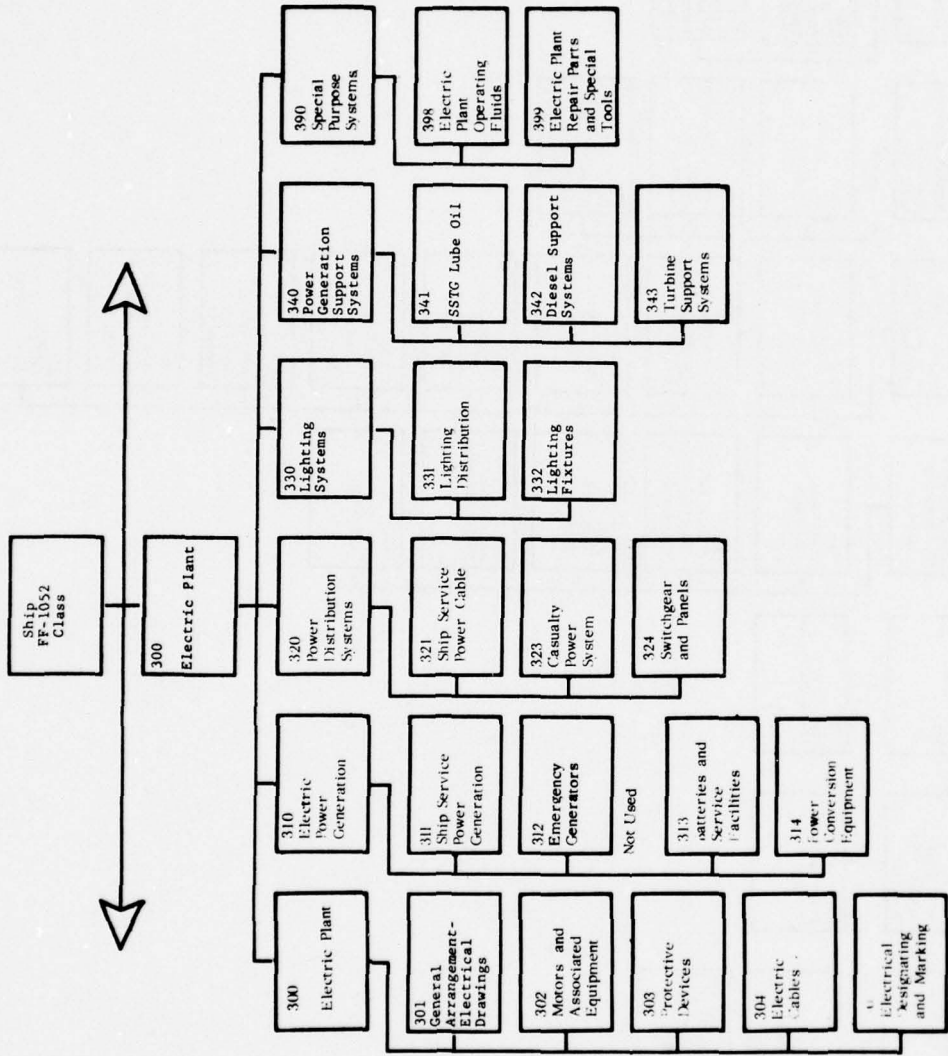 Ship
FF-1052
Class
300
Electric Plant
300
Electric Plant
301
General
Arrangement-
Electrical
Drawings
302
Motors and
Associated
Equipment
303
Protective
Devices
304
Electric
Cables
Electrical
Designating
and Marking
310
Electric
Power
Generation
311
Ship Service
Power
Generation
312
Emergency
Generators
Not Used
313
Batteries and
Service
Facilities
314
Power
Conversion
Equipment
320
Power
Distribution
Systems
321
Ship Service
Power Cable
323
Casualty
Power
System
324
Switchgear
and Panels
330
Lighting
Systems
331
Lighting
Distribution
332
Lighting
Fixtures
340
Power
Generation
Support
Systems
341
SSTG Lube Oil
342
Diesel Support
Systems
343
Turbine
Support
Systems
390
Special
Purpose
Systems
398
Electric
Plant
Operating
Fluids
399
Electric Plant
Repair Parts
and Special
Tools